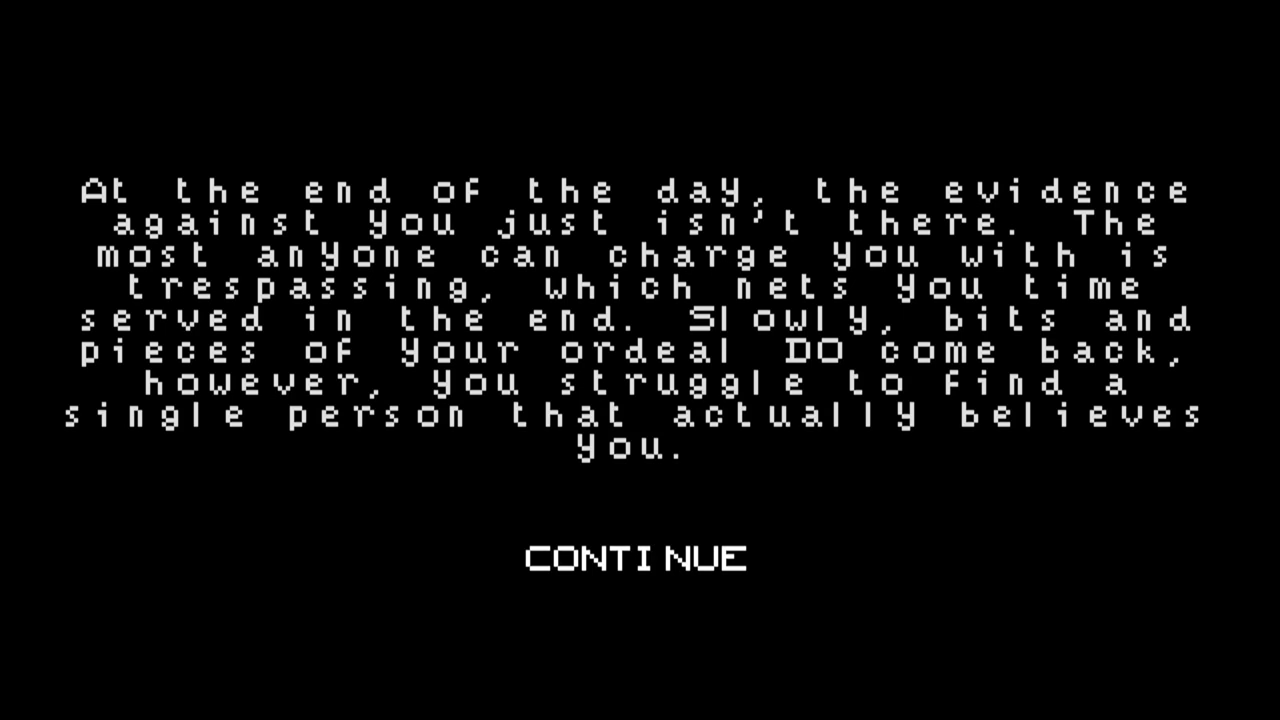 At the end of the day, the evidence
against you just isn't there. The
most anyone can charge you with is
trespassing, which nets you time
served in the end. Slowly, bits and
pieces of your ordeal DO come back,
however, you struggle to find a
single person that actually believes
you.
CONTINUE